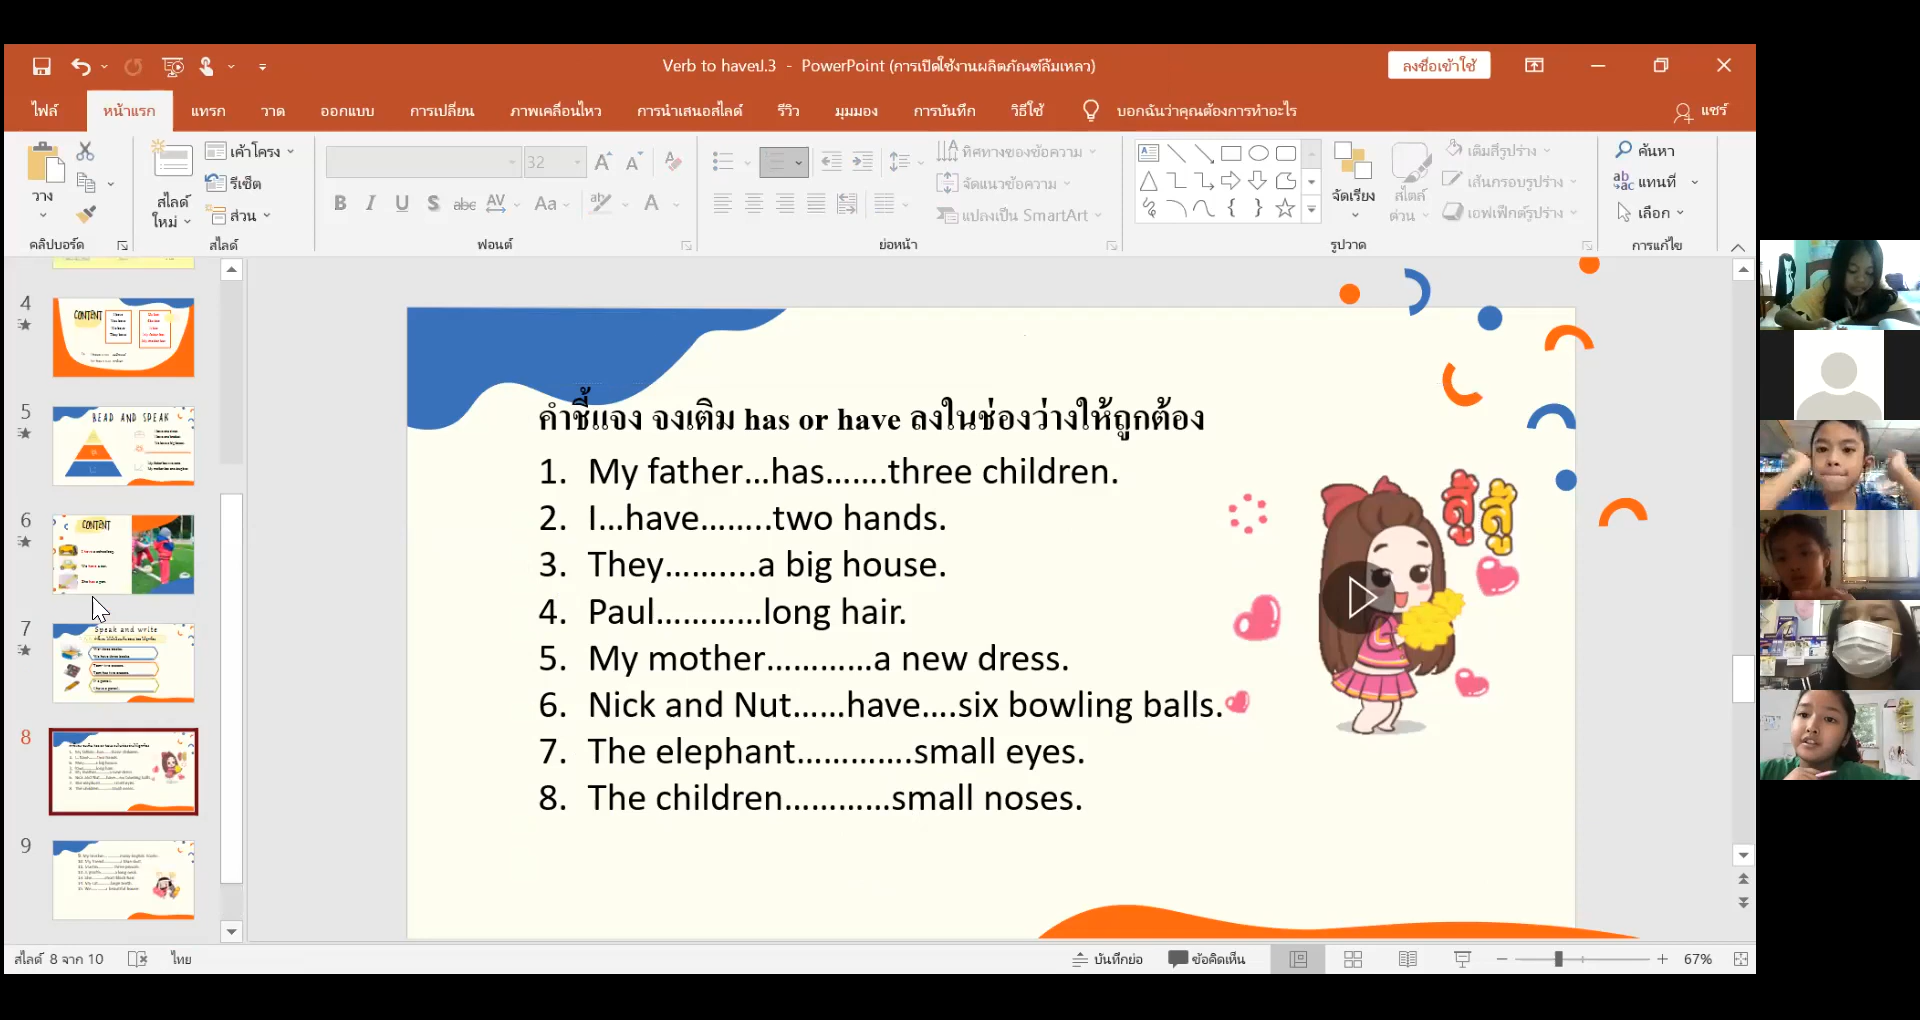 Verb to haveป.3 - PowerPoint (การเปิดใช้งานผลิตภัณฑ์ล้มเหลว)
ลงชื่อเข้าใช้
ไฟล์ หน้าแรก แทรก วาด ออกแบบ การเปลี่ยน ภาพเคลื่อนไหว การนำเสนอสไลด์ รีวิว มุมมอง การบันทึก วิธีใช้ บอกฉันว่าคุณต้องการทำอะไร แชร์
วาง
สไลด์ใหม่
เค้าโครง
รีเซ็ต
ส่วน
32
B I U S abc AV Aa A
ทิศทางของข้อความ
จัดแนวข้อความ
แปลงเป็น SmartArt
จัดเรียง
สไตล์ด่วน
เติมสีรูปร่าง
เส้นกรอบรูปร่าง
เอฟเฟ็กต์รูปร่าง
ค้นหา
แทนที่
เลือก
คลิปบอร์ด สไลด์ ฟอนต์ ย่อหน้า รูปวาด การแก้ไข
4
CONTENT
5
READ AND SPEAK
6
CONTENT
7
Speak and write
8
9
คำชี้แจง จงเติม has or have ลงในช่องว่างให้ถูกต้อง
1. My father...has.......three children.
2. I...have........two hands.
3. They.........a big house.
4. Paul............long hair.
5. My mother............a new dress.
6. Nick and Nut......have....six bowling balls.
7. The elephant.............small eyes.
8. The children............small noses.
สู้สู้
สไลด์ 8 จาก 10 ไทย บันทึกย่อ ข้อคิดเห็น 67%